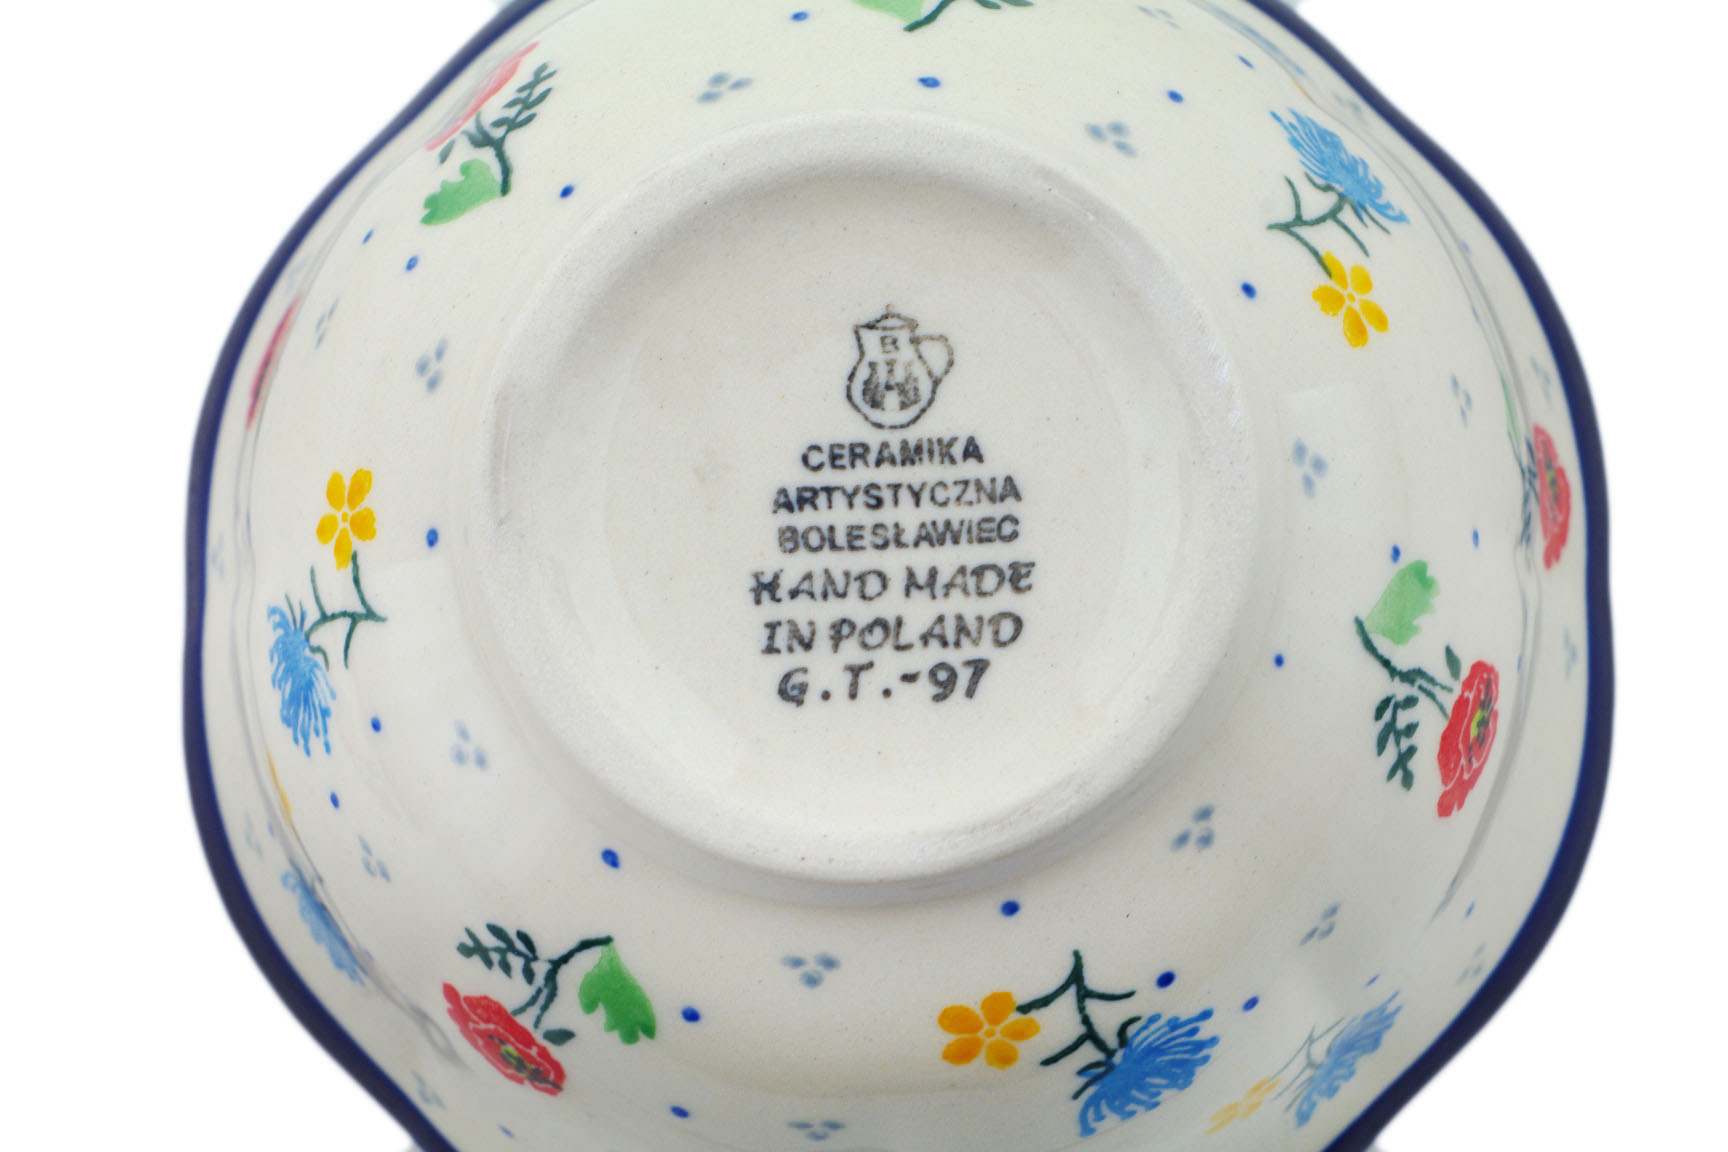 B
CERAMIKA
ARTYSTYCZNA
BOLESŁAWIEC
HAND MADE
IN POLAND
G.T.-97